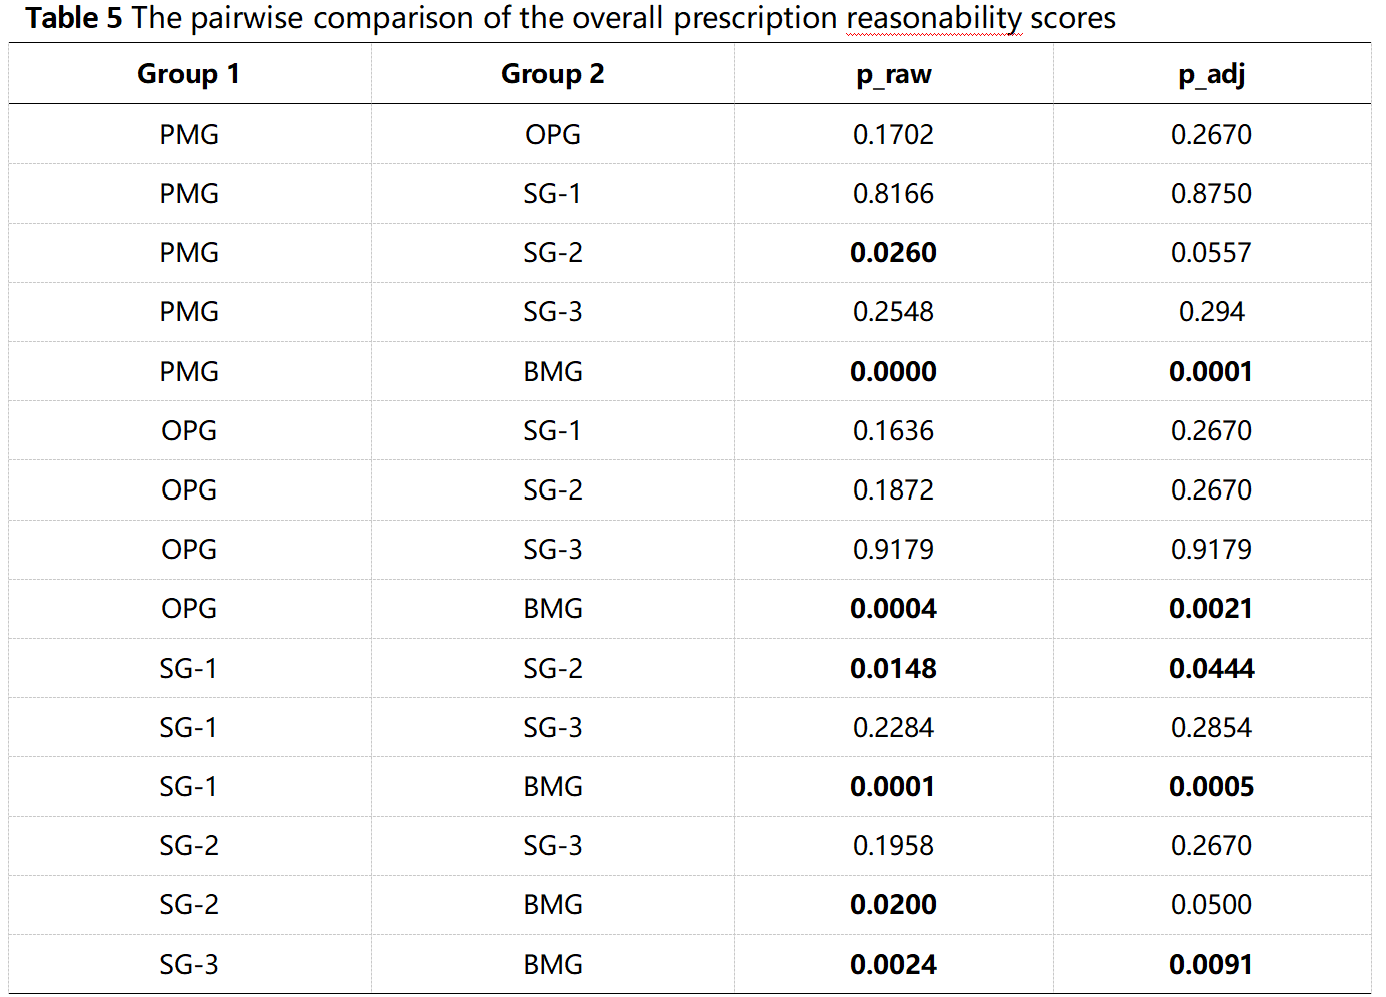 Table 5 The pairwise comparison of the overall prescription reasonability scores
Group 1 Group 2 p_raw p_adj
PMG OPG 0.1702 0.2670
PMG SG-1 0.8166 0.8750
PMG SG-2 0.0260 0.0557
PMG SG-3 0.2548 0.294
PMG BMG 0.0000 0.0001
OPG SG-1 0.1636 0.2670
OPG SG-2 0.1872 0.2670
OPG SG-3 0.9179 0.9179
OPG BMG 0.0004 0.0021
SG-1 SG-2 0.0148 0.0444
SG-1 SG-3 0.2284 0.2854
SG-1 BMG 0.0001 0.0005
SG-2 SG-3 0.1958 0.2670
SG-2 BMG 0.0200 0.0500
SG-3 BMG 0.0024 0.0091